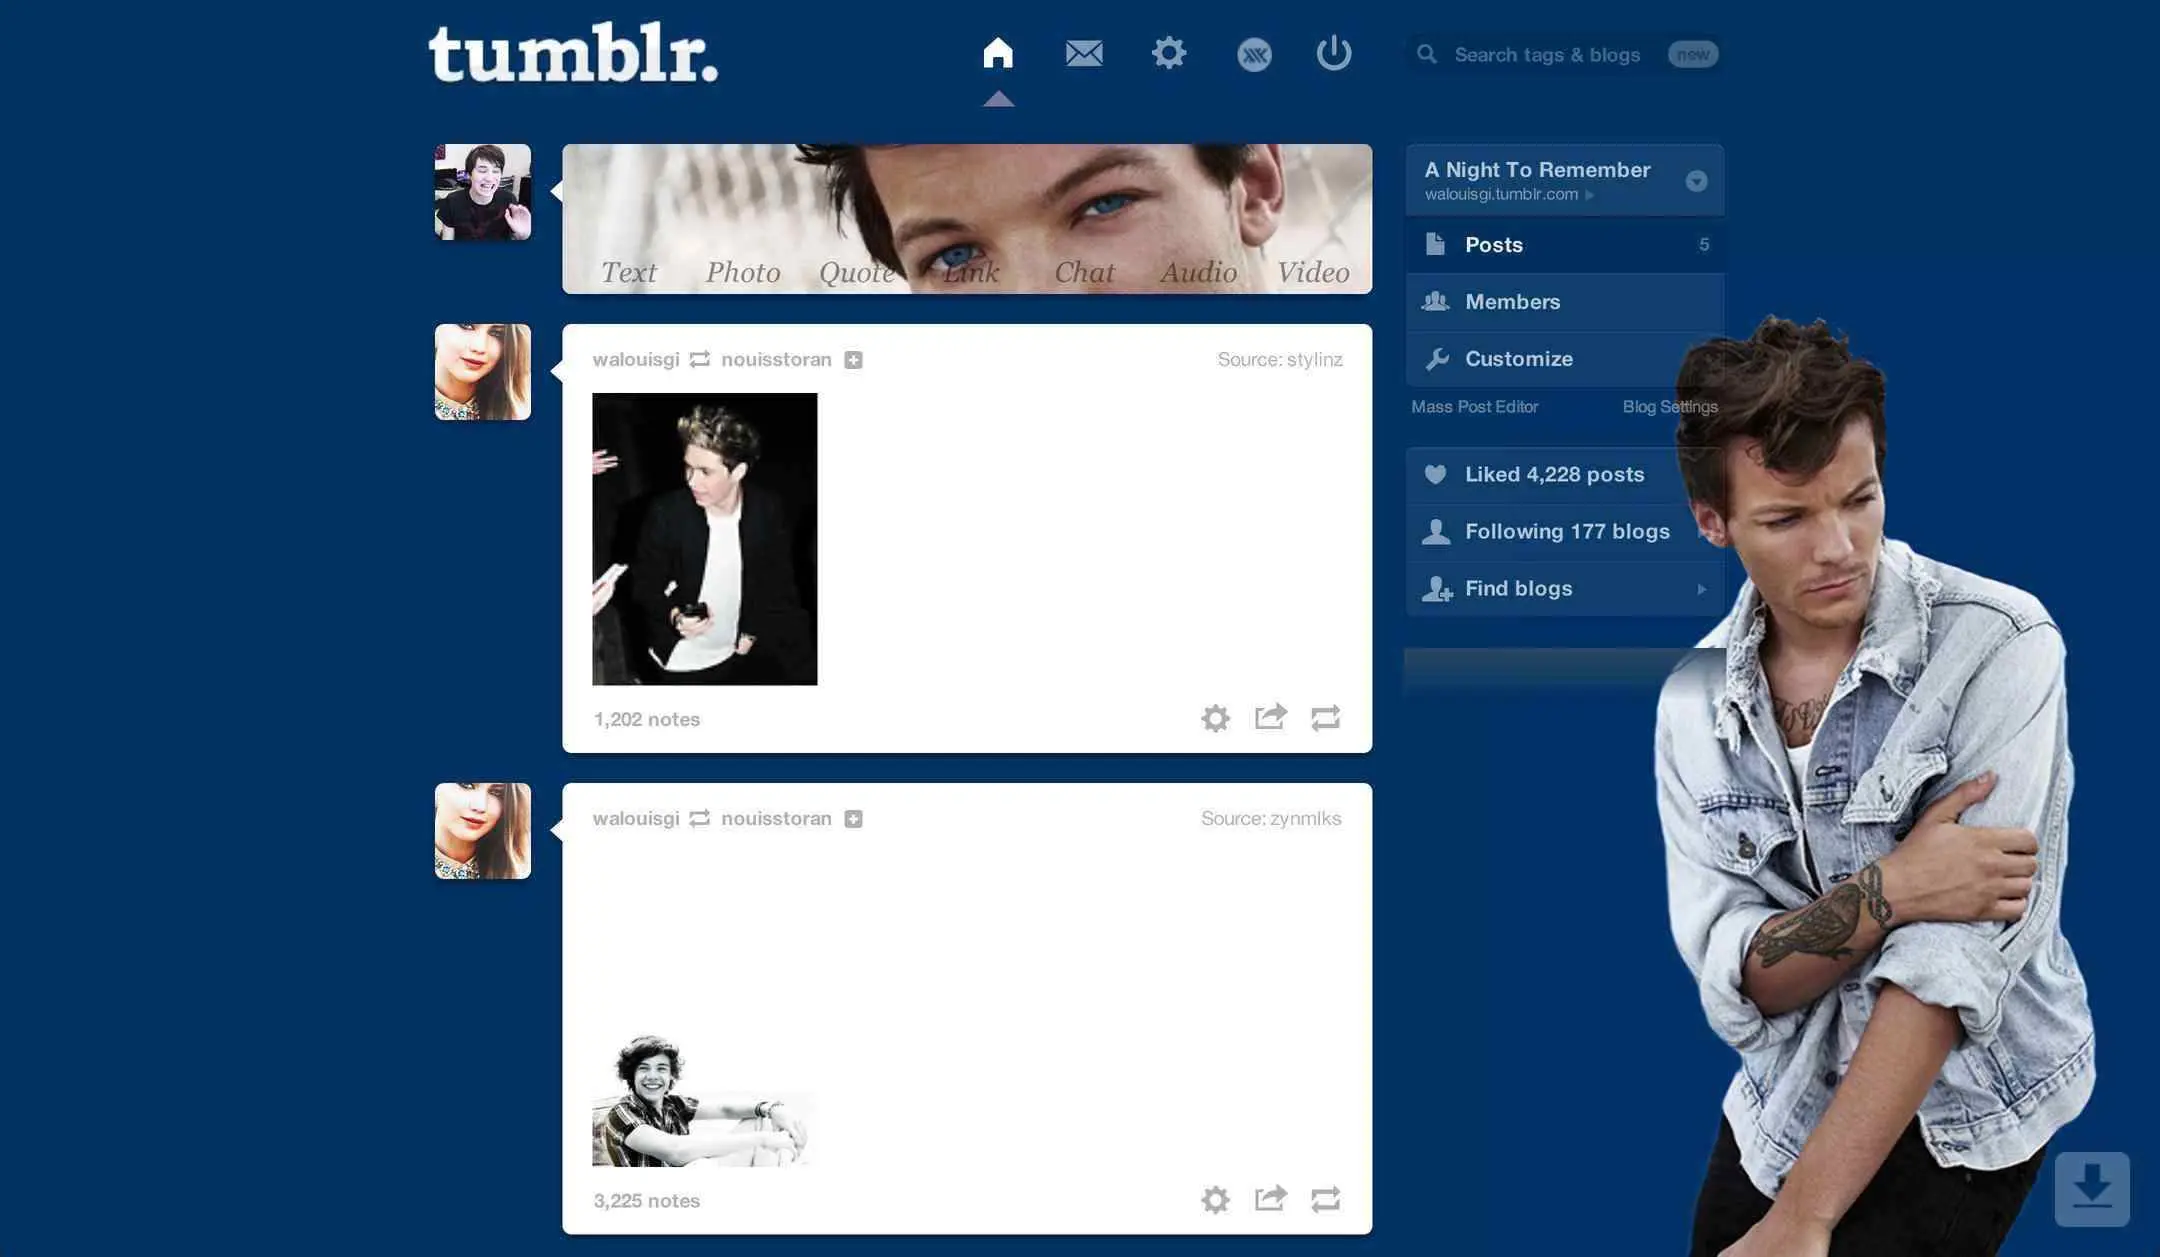 tumblr.
Search tags & blogs new
A Night To Remember
walouisgi.tumblr.com
Text Photo Quote Link Chat Audio Video
Posts 5
Members
Customize
Mass Post Editor Blog Settings
Liked 4,228 posts
Following 177 blogs
Find blogs
walouisgi nouisstoran Source: stylinz
1,202 notes
walouisgi nouisstoran Source: zynmlks
3,225 notes